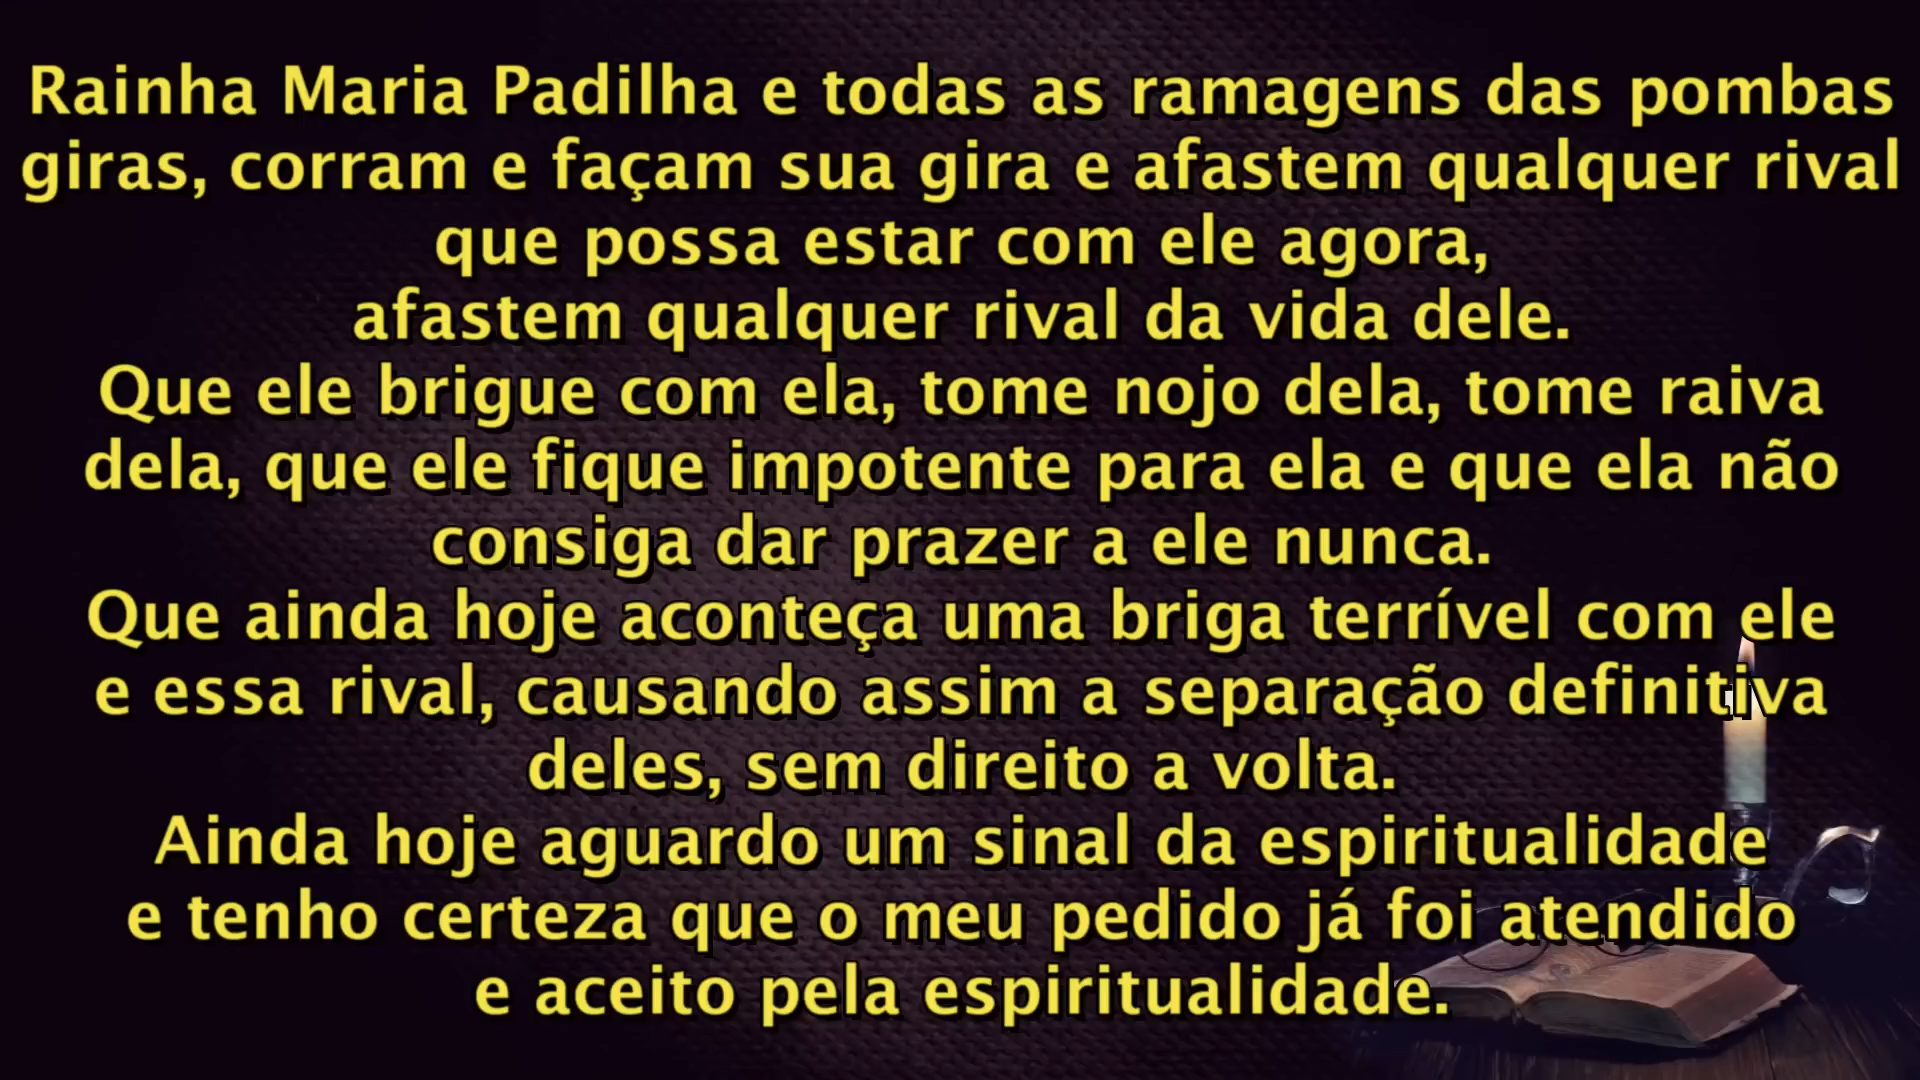 Rainha Maria Padilha e todas as ramagens das pombas
giras, corram e façam sua gira e afastem qualquer rival
que possa estar com ele agora,
afastem qualquer rival da vida dele.
Que ele brigue com ela, tome nojo dela, tome raiva
dela, que ele fique impotente para ela e que ela não
consiga dar prazer a ele nunca.
Que ainda hoje aconteça uma briga terrível com ele
e essa rival, causando assim a separação definitiva
deles, sem direito a volta.
Ainda hoje aguardo um sinal da espiritualidade
e tenho certeza que o meu pedido já foi atendido
e aceito pela espiritualidade.